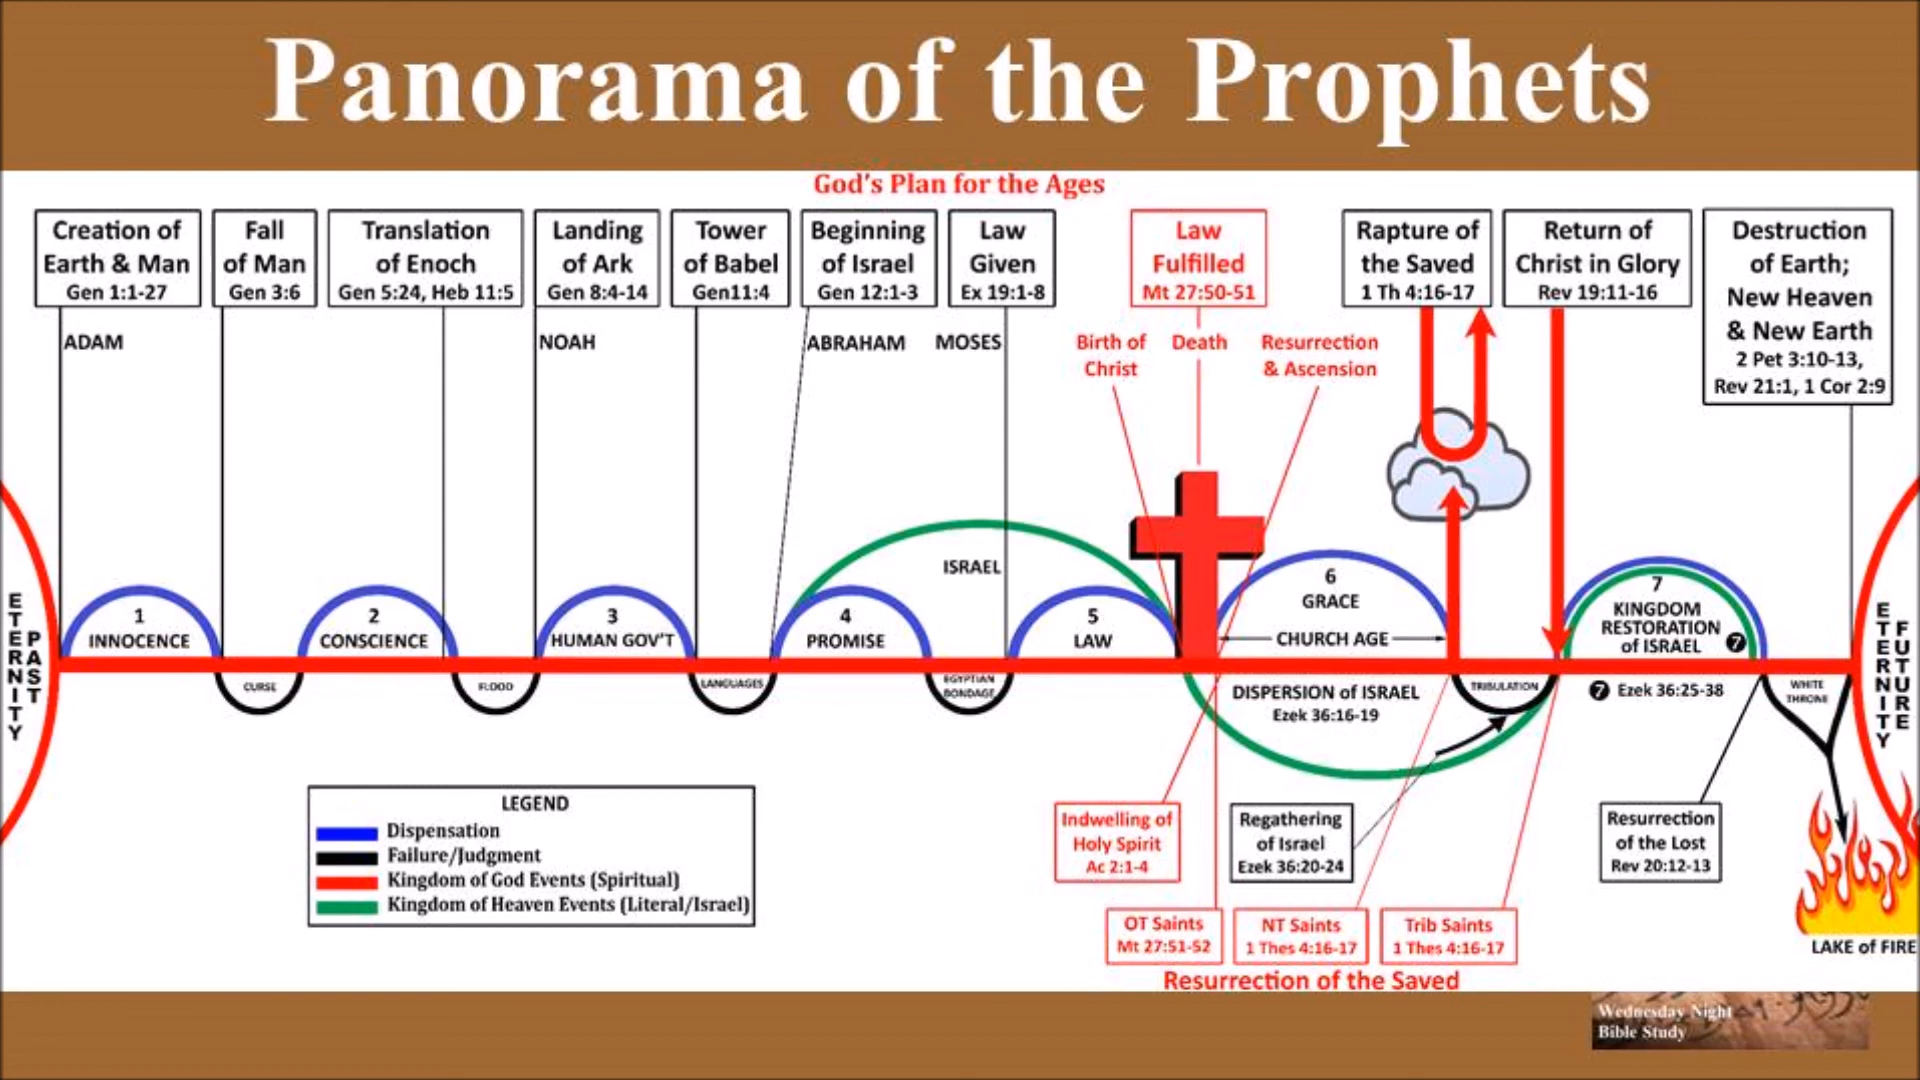 Panorama of the Prophets
God's Plan for the Ages
Creation of
Earth & Man
Gen 1:1-27
Fall
of Man
Gen 3:6
Translation
of Enoch
Gen 5:24, Heb 11:5
Landing
of Ark
Gen 8:4-14
Tower
of Babel
Gen11:4
Beginning
of Israel
Gen 12:1-3
Law
Given
Ex 19:1-8
Law
Fulfilled
Mt 27:50-51
Rapture of
the Saved
1 Th 4:16-17
Return of
Christ in Glory
Rev 19:11-16
Destruction
of Earth;
New Heaven
& New Earth
2 Pet 3:10-13,
Rev 21:1, 1 Cor 2:9
ADAM
NOAH
ABRAHAM
MOSES
Birth of
Christ
Death
Resurrection
& Ascension
ETERNITY
PAST
1
INNOCENCE
CURSE
2
CONSCIENCE
FLOOD
3
HUMAN GOV'T
LANGUAGES
ISRAEL
4
PROMISE
EGYPTIAN
BONDAGE
5
LAW
6
GRACE
CHURCH AGE
DISPERSION of ISRAEL
Ezek 36:16-19
TRIBULATION
7
KINGDOM
RESTORATION
of ISRAEL 7
7 Ezek 36:25-38
WHITE
THRONE
ETERNITY
FUTURE
LEGEND
Dispensation
Failure/Judgment
Kingdom of God Events (Spiritual)
Kingdom of Heaven Events (Literal/Israel)
Indwelling of
Holy Spirit
Ac 2:1-4
Regathering
of Israel
Ezek 36:20-24
Resurrection
of the Lost
Rev 20:12-13
OT Saints
Mt 27:51-52
NT Saints
1 Thes 4:16-17
Trib Saints
1 Thes 4:16-17
Resurrection of the Saved
LAKE of FIRE
Wednesday Night
Bible Study